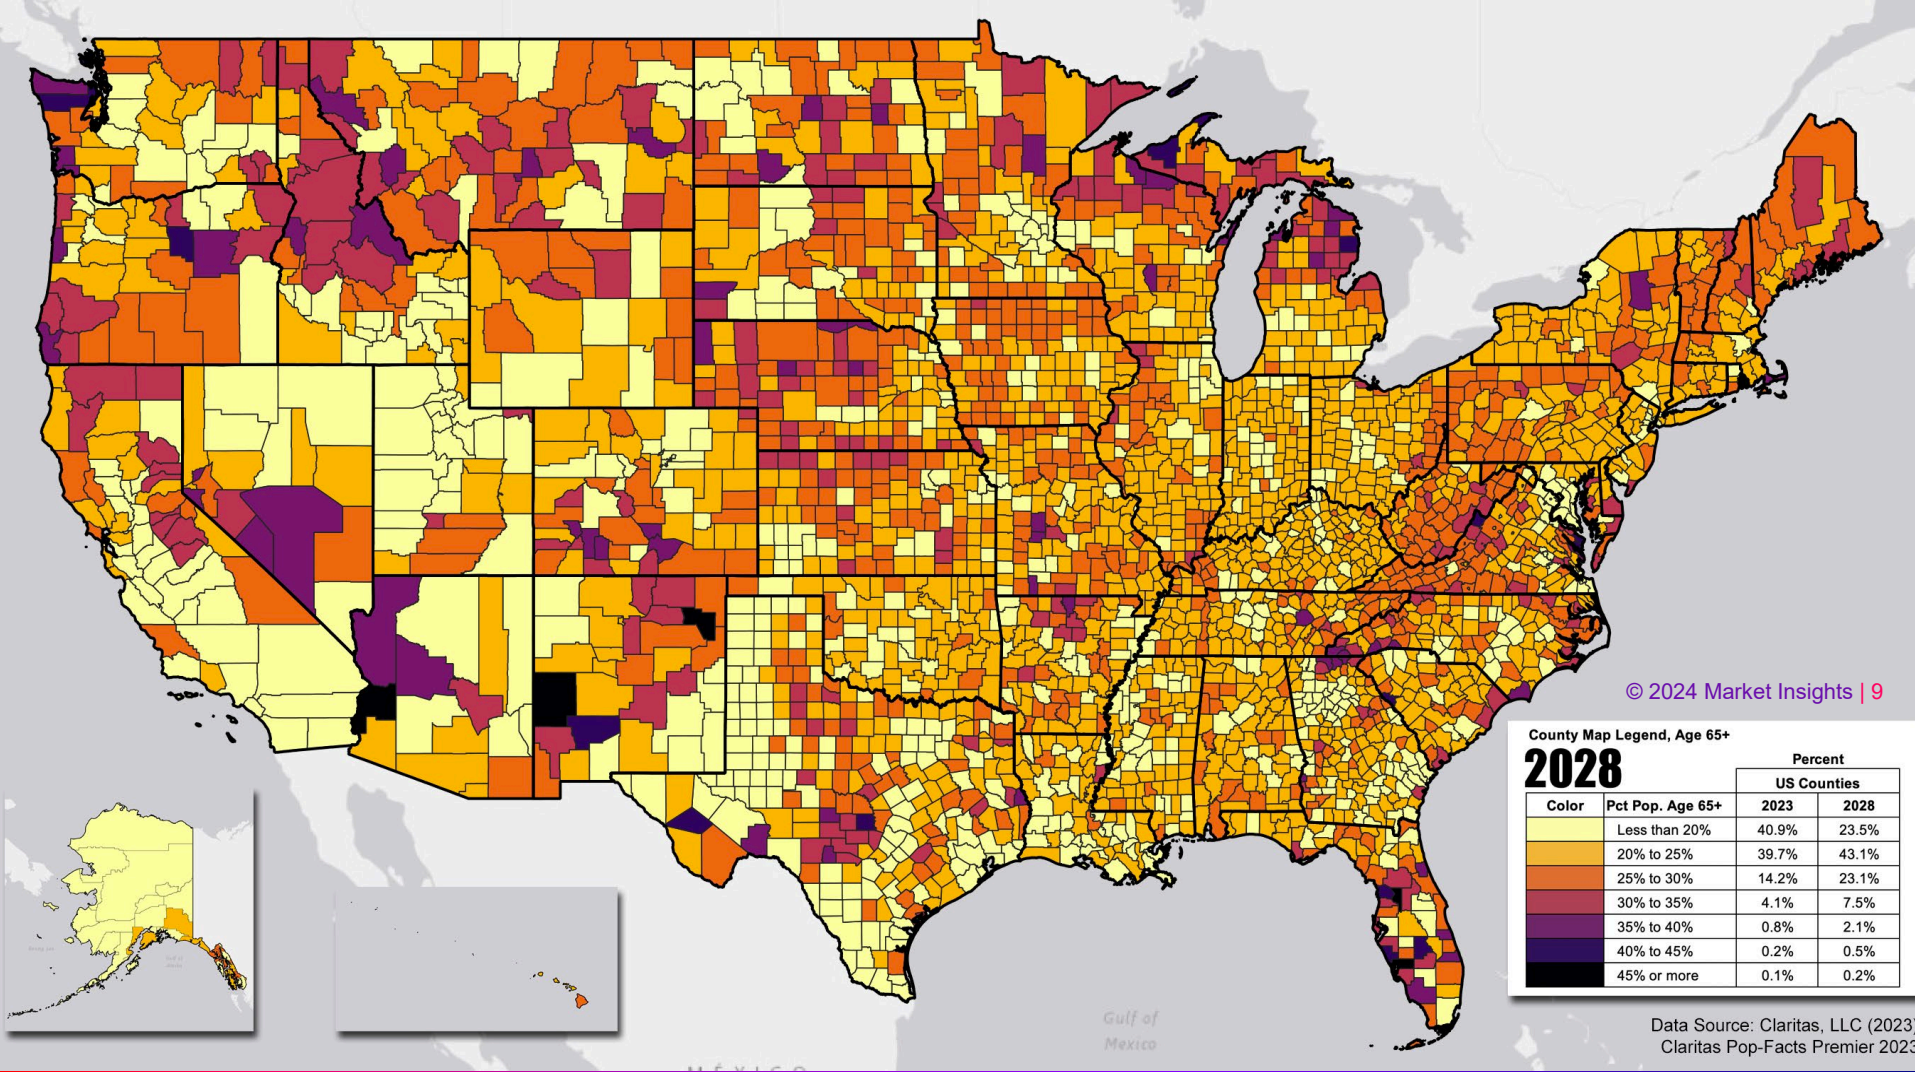 © 2024 Market Insights | 9
County Map Legend, Age 65+
2028
Percent
US Counties
Color Pct Pop. Age 65+ 2023 2028
Less than 20% 40.9% 23.5%
20% to 25% 39.7% 43.1%
25% to 30% 14.2% 23.1%
30% to 35% 4.1% 7.5%
35% to 40% 0.8% 2.1%
40% to 45% 0.2% 0.5%
45% or more 0.1% 0.2%
Gulf of
Mexico
Data Source: Claritas, LLC (2023)
Claritas Pop-Facts Premier 2023